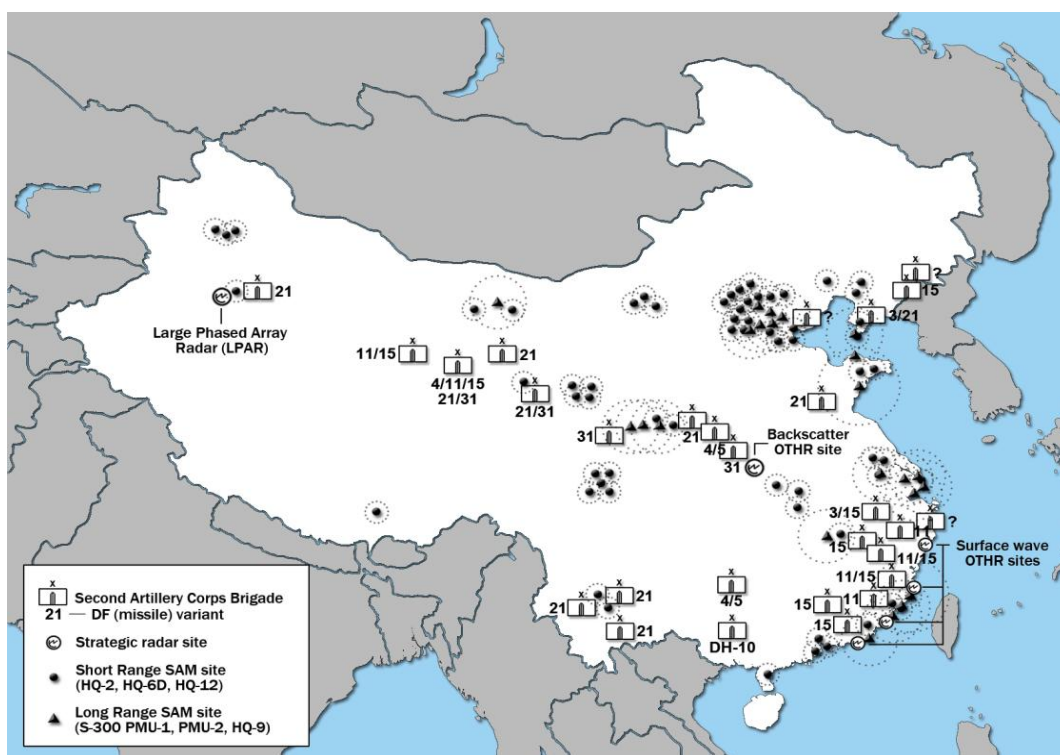 x
?
x
15
x
21
x
?
x
3/21
Large Phased Array
Radar (LPAR)
x
11/15
x
4/11/15
21/31
x
21
x
21/31
x
21
x
31
x
21
x
4/5
x
31
Backscatter
OTHR site
x
3/15
x
?
x
11
x
15
x
11/15
Surface wave
OTHR sites
x
11/15
x
11
x
15
x
15
x
4/5
x
DH-10
x
21
x
21
x
21
x
Second Artillery Corps Brigade
21 — DF (missile) variant
Strategic radar site
Short Range SAM site
(HQ-2, HQ-6D, HQ-12)
Long Range SAM site
(S-300 PMU-1, PMU-2, HQ-9)